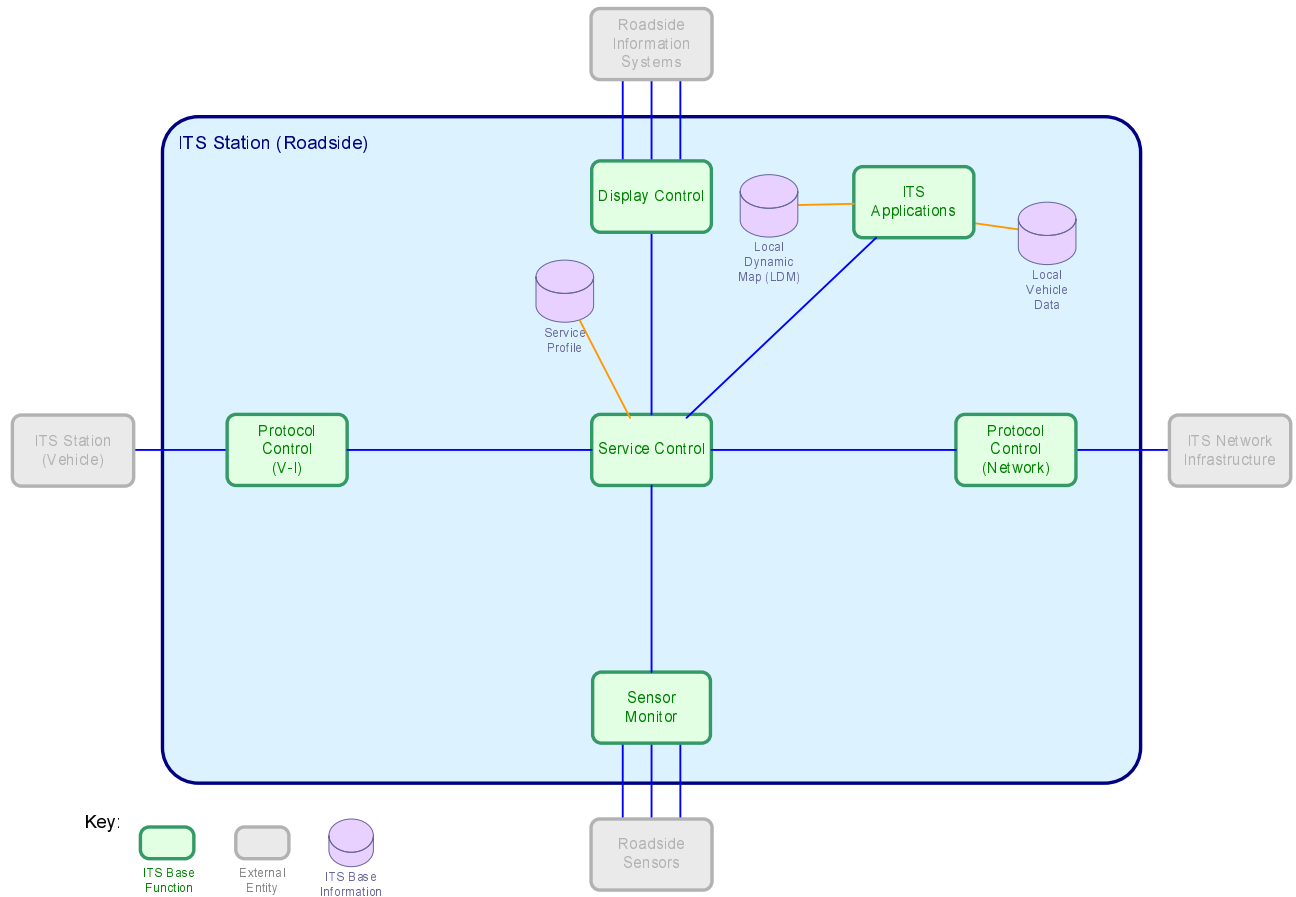 Roadside
Information
Systems
ITS Station (Roadside)
Display Control
ITS
Applications
Local
Dynamic
Map (LDM)
Local
Vehicle
Data
Service
Profile
ITS Station
(Vehicle)
Protocol
Control
(V-I)
Service Control
Protocol
Control
(Network)
ITS Network
Infrastructure
Sensor
Monitor
Roadside
Sensors
Key:
ITS Base
Function
External
Entity
ITS Base
Information